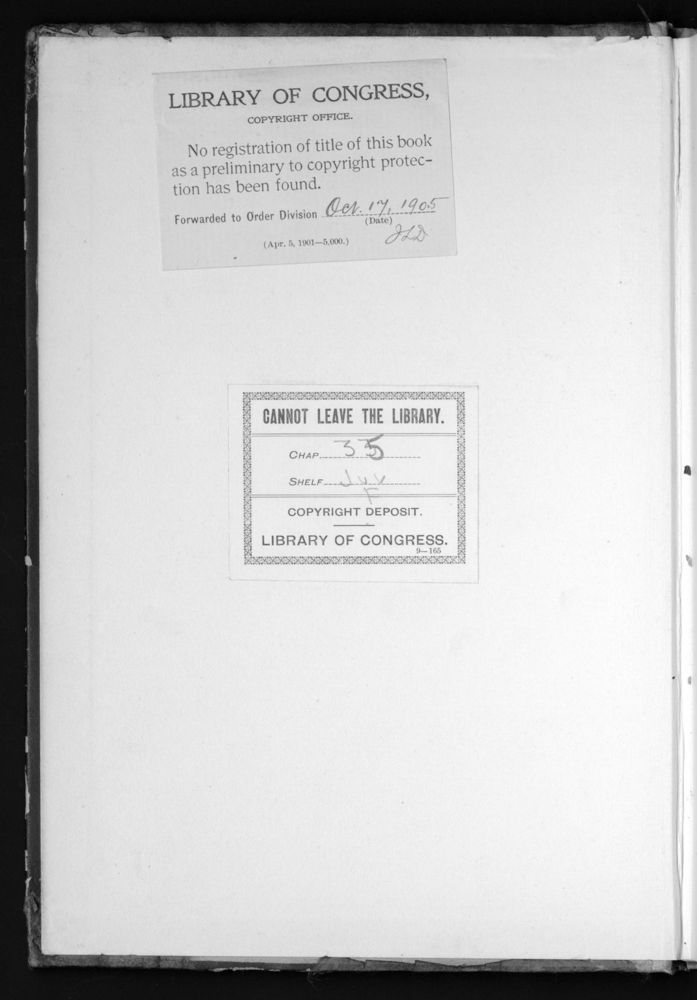 LIBRARY OF CONGRESS,
COPYRIGHT OFFICE.
No registration of title of this book
as a preliminary to copyright protec-
tion has been found.
Forwarded to Order Division Oct. 17, 1905
(Date)
(Apr. 5, 1901—5,000.) JLD
CANNOT LEAVE THE LIBRARY.
CHAP. 35
SHELF Juv
F
COPYRIGHT DEPOSIT.
LIBRARY OF CONGRESS.
9—165